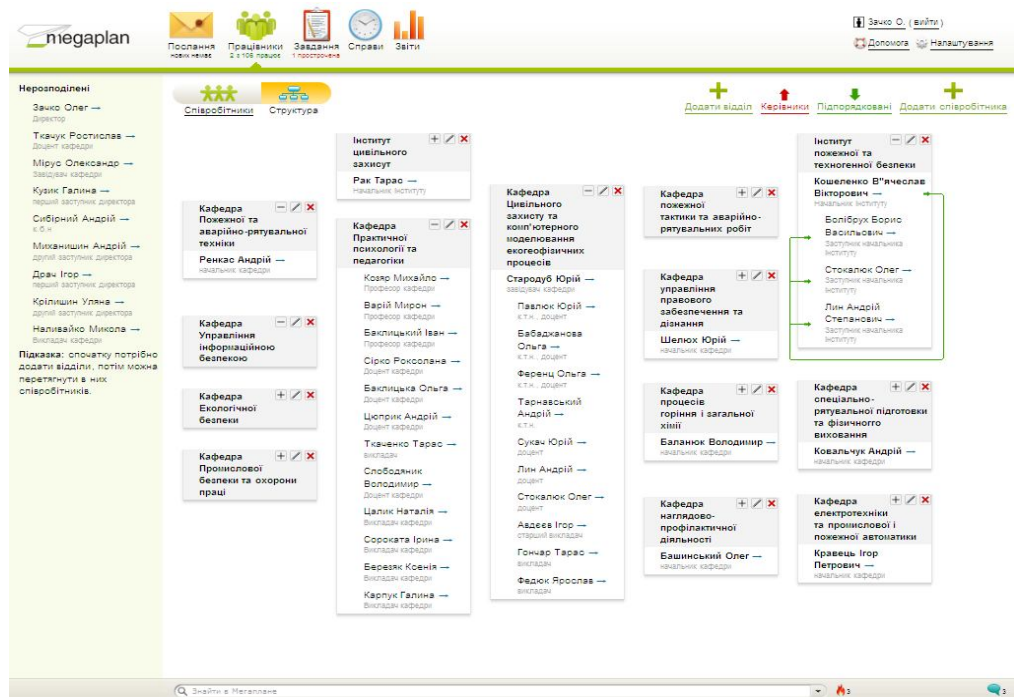 megaplan
Послання
нових немає
Працівники
2 з 106 працює
Завдання
1 прострочена
Справи
Звіти
Зачко О. (вийти)
Допомога
Налаштування
Нерозподілені
Зачко Олег →
Директор
Ткачук Ростислав →
Доцент кафедри
Мірус Олександр →
Завідувач кафедри
Кузик Галина →
перший заступник директора
Сибірний Андрій →
к.б.н
Миханишин Андрій →
другий заступник директора
Драч Ігор →
перший заступник директора
Крілишин Уляна →
другий заступник директора
Наливайко Микола →
Викладач кафедри
Підказка: спочатку потрібно
додати відділи, потім можна
перетягнути в них
співробітників.
Співробітники
Структура
Додати відділ
Керівники
Підпорядковані
Додати співробітника
Кафедра
Пожежної та
аварійно-рятувальної
техніки
Ренкас Андрій →
начальник кафедри
Кафедра
Управління
інформаційною
безпекою
Кафедра
Екологічної
безпеки
Кафедра
Промислової
безпеки та охорони
праці
Інститут
цивільного
захисут
Рак Тарас →
Начальник Інституту
Кафедра
Практичної
психології та
педагогіки
Козяр Михайло →
Професор кафедри
Варій Мирон →
Професор кафедри
Баклицький Іван →
Професор кафедри
Сірко Роксолана →
Доцент кафедри
Баклицька Ольга →
Доцент кафедри
Цюприк Андрій →
Доцент кафедри
Ткаченко Тарас →
викладач
Слободяник
Володимир →
Доцент кафедри
Цалик Наталія →
Викладач кафедри
Сороката Ірина →
Викладач кафедри
Березяк Ксенія →
Викладач кафедри
Карпук Галина →
Викладач кафедри
Кафедра
Цивільного
захисту та
комп'ютерного
моделювання
екогеофізичних
процесів
Стародуб Юрій →
завідувач кафедри
Павлюк Юрій →
к.т.н., доцент
Бабаджанова
Ольга →
к.т.н., доцент
Ференц Ольга →
к.т.н., доцент
Тарнавський
Андрій →
к.т.н.
Сукач Юрій →
доцент
Лин Андрій →
доцент
Стокалюк Олег →
доцент
Авдєєв Ігор →
старший викладач
Гончар Тарас →
викладач
Федюк Ярослав →
викладач
Кафедра
пожежної
тактики та аварійно-
рятувальних робіт
Кафедра
управління
правового
забезпечення та
дізнання
Шелюх Юрій →
начальник кафедри
Кафедра
процесів
горіння і загальної
хімії
Баланюк Володимир →
начальник кафедри
Кафедра
наглядово-
профілактичної
діяльності
Башинський Олег →
начальник кафедри
Інститут
пожежної та
техногенної безпеки
Кошеленко В"ячеслав
Вікторович →
Начальник Інституту
Болібрух Борис
Васильович →
Заступник начальника
Інституту
Стокалюк Олег →
Заступник начальника
Інституту
Лин Андрій
Степанович →
Заступник начальника
Інституту
Кафедра
спеціально-
рятувальної підготовки
та фізичного
виховання
Ковальчук Андрій →
начальник кафедри
Кафедра
електротехніки
та промислової і
пожежної автоматики
Кравець Ігор
Петрович →
начальник кафедри
Знайти в Мегаплане
3
3